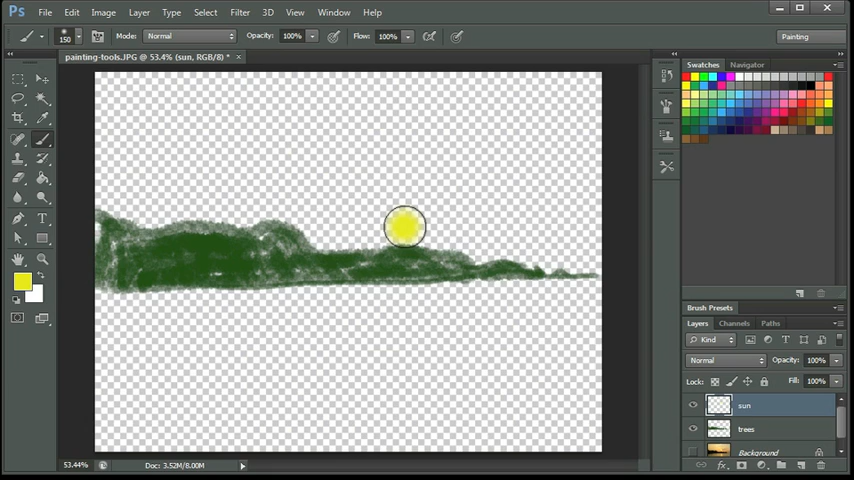 Ps File Edit Image Layer Type Select Filter 3D View Window Help
150 Mode: Normal Opacity: 100% Flow: 100% Painting
painting-tools.JPG @ 53.4% (sun, RGB/8) * ×
Swatches Navigator
Brush Presets
Layers Channels Paths
Kind
Normal Opacity: 100%
Lock: Fill: 100%
sun
trees
Background
53.44% Doc: 3.52M/8.00M